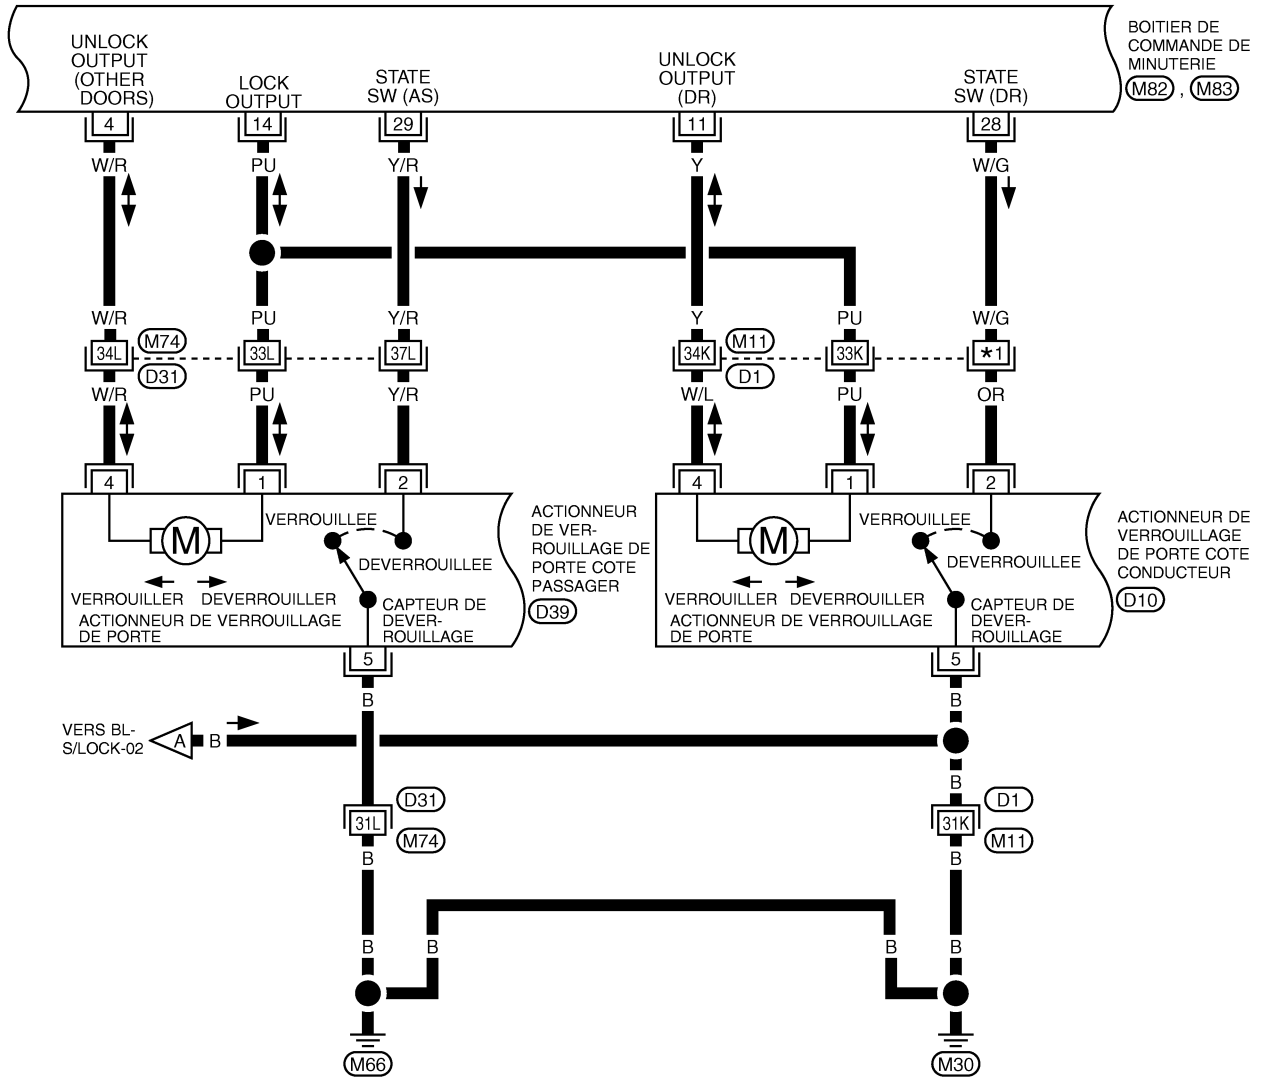 UNLOCK
OUTPUT
(OTHER
DOORS)
LOCK
OUTPUT
STATE
SW (AS)
UNLOCK
OUTPUT
(DR)
STATE
SW (DR)
BOITIER DE
COMMANDE DE
MINUTERIE
M82 , M83
4 14 29 11 28
W/R PU Y/R Y W/G
W/R PU Y/R Y PU W/G
M74 M11
34L 33L 37L 34K 33K *1
D31 D1
W/R PU Y/R W/L PU OR
4 1 2 4 1 2
VERROUILLEE
M
DEVERROUILLEE
VERROUILLER DEVERROUILLER
ACTIONNEUR DE VERROUILLAGE
DE PORTE
CAPTEUR DE
DEVER-
ROUILLAGE
ACTIONNEUR
DE VER-
ROUILLAGE DE
PORTE COTE
PASSAGER
D39
VERROUILLEE
M
DEVERROUILLEE
VERROUILLER DEVERROUILLER
ACTIONNEUR DE VERROUILLAGE
DE PORTE
CAPTEUR DE
DEVER-
ROUILLAGE
ACTIONNEUR DE
VERROUILLAGE
DE PORTE COTE
CONDUCTEUR
D10
5 5
B B
VERS BL-
S/LOCK-02
A B
B
D31 D1
31L 31K
M74 M11
B B
B B B B
M66 M30